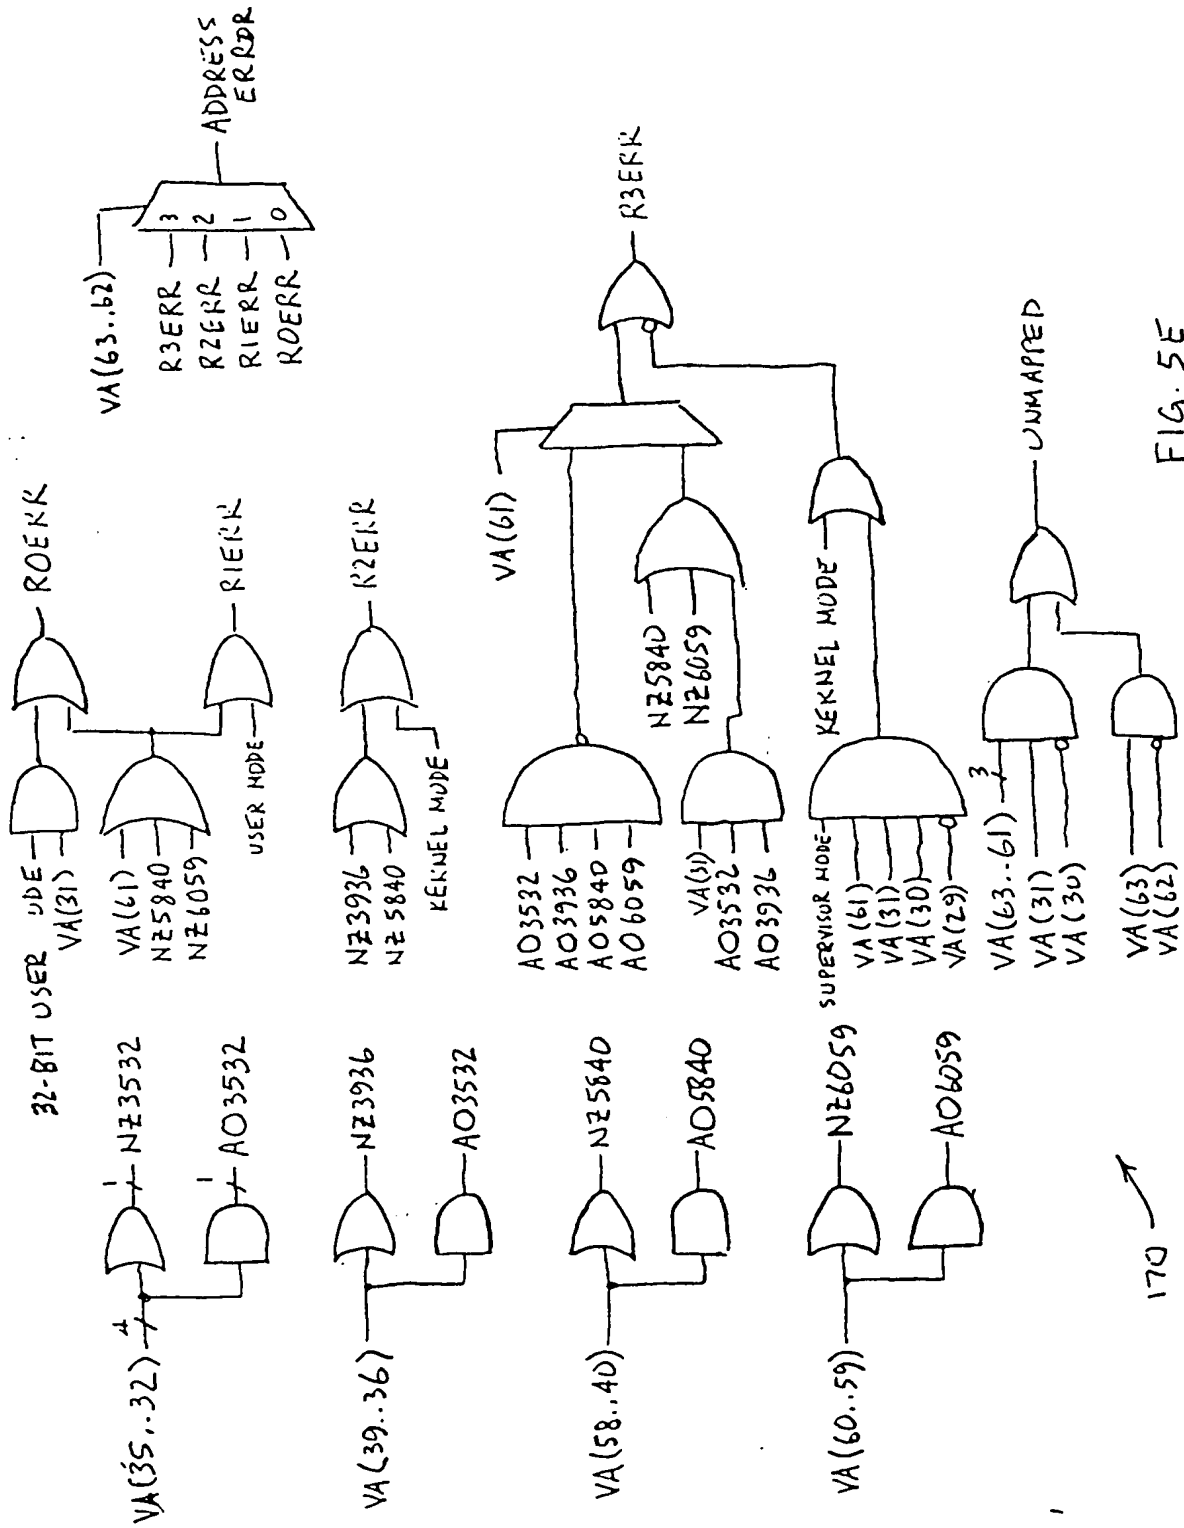 VA(35..32)
4
1
NZ3532
1
AO3532
VA(39..36)
NZ3936
AO3532
VA(58..40)
NZ5840
AO5840
VA(60..59)
NZ6059
AO6059
170
32-BIT USER
UDE
VA(31)
VA(61)
NZ5840
NZ6059
USER MODE
R0ERR
R1ERR
NZ3936
NZ5840
KERNEL MODE
R2ERR
AO3532
AO3936
AO5840
AO6059
VA(31)
AO3532
AO3936
NZ5840
NZ6059
VA(61)
SUPERVISOR MODE
VA(61)
VA(31)
VA(30)
VA(29)
KERNEL MODE
R3ERR
VA(63..61)
3
VA(31)
VA(30)
VA(63)
VA(62)
UNMAPPED
VA(63..62)
R3ERR
R2ERR
R1ERR
R0ERR
3
2
1
0
ADDRESS
ERROR
FIG. 5E